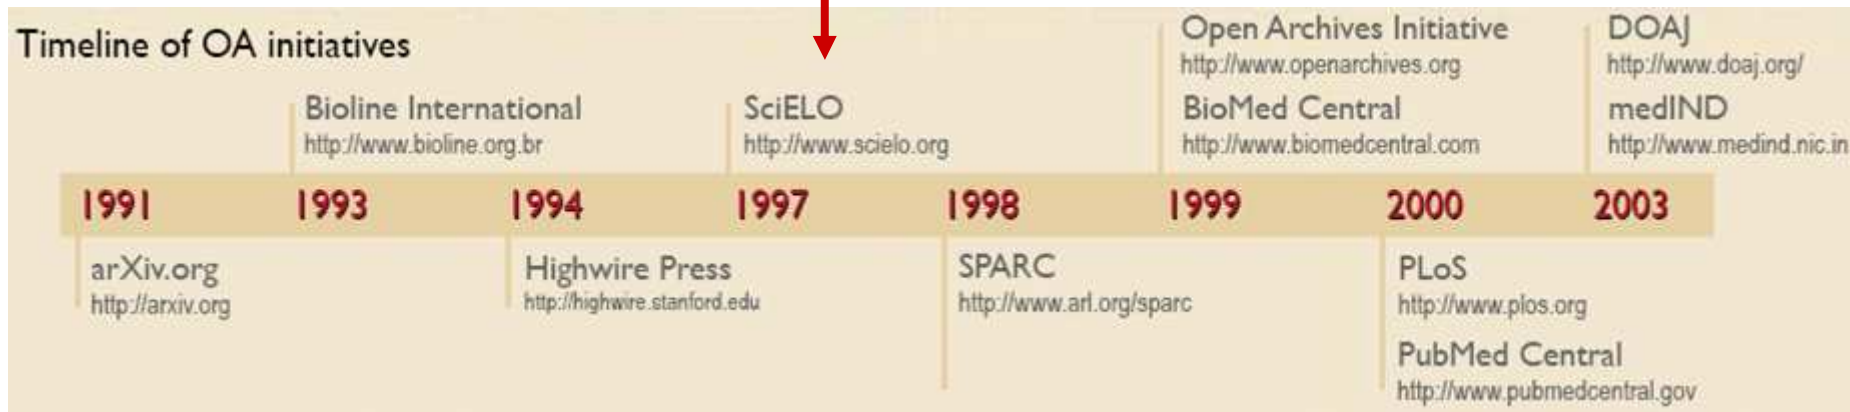 Timeline of OA initiatives
Open Archives Initiative
http://www.openarchives.org
DOAJ
http://www.doaj.org/
Bioline International
http://www.bioline.org.br
SciELO
http://www.scielo.org
BioMed Central
http://www.biomedcentral.com
medIND
http://www.medind.nic.in
1991 1993 1994 1997 1998 1999 2000 2003
arXiv.org
http://arxiv.org
Highwire Press
http://highwire.stanford.edu
SPARC
http://www.arl.org/sparc
PLoS
http://www.plos.org
PubMed Central
http://www.pubmedcentral.gov